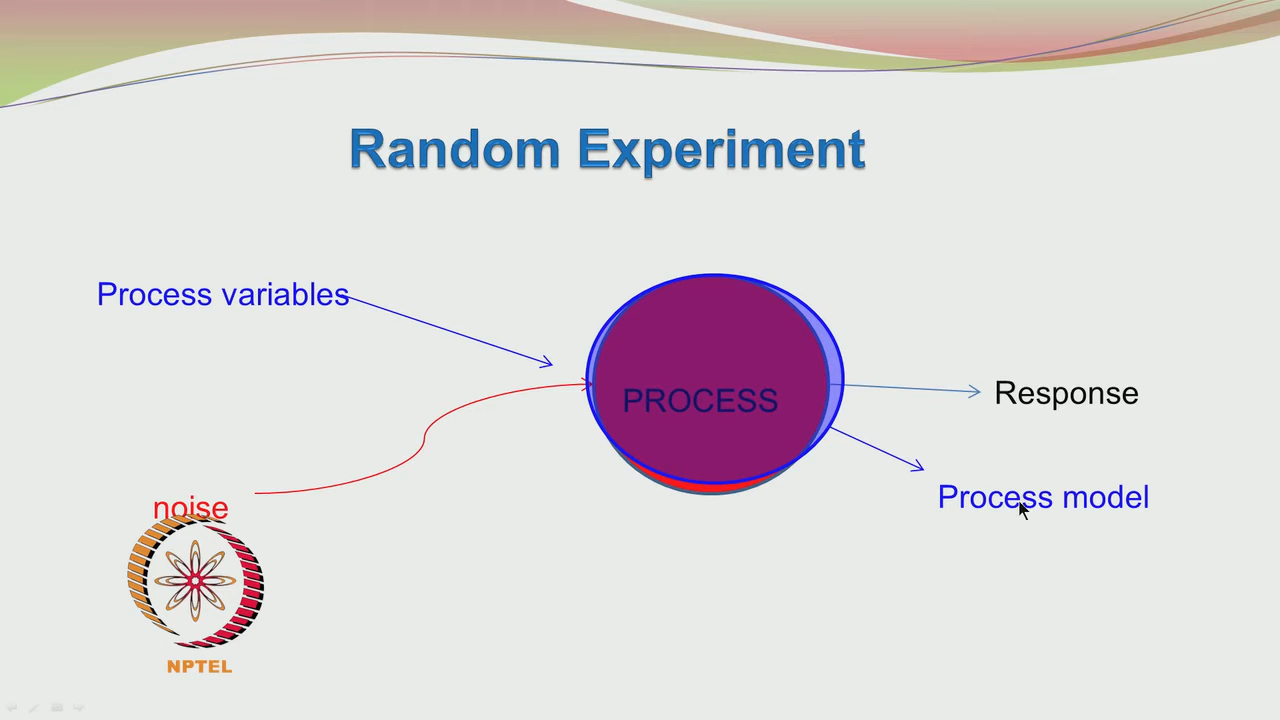 Random Experiment
Process variables
PROCESS
Response
Process model
noise
NPTEL